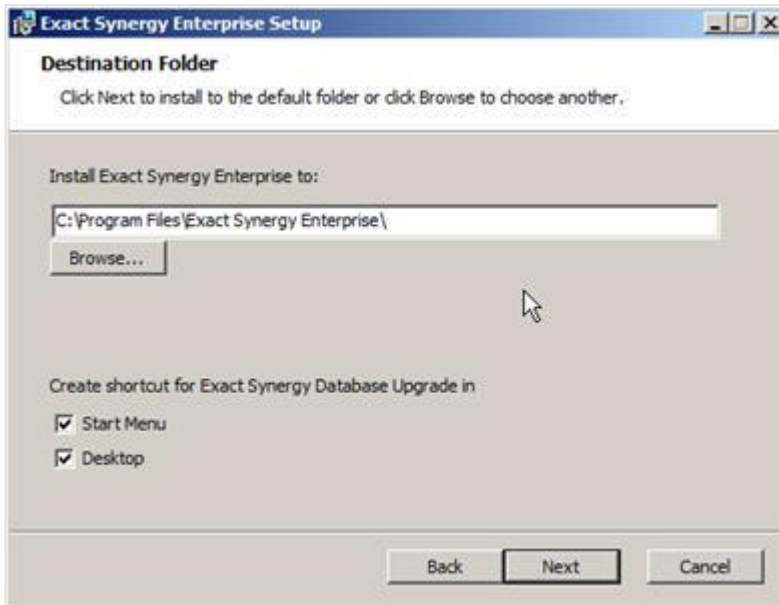 Exact Synergy Enterprise Setup
Destination Folder
Click Next to install to the default folder or click Browse to choose another.
Install Exact Synergy Enterprise to:
C:\Program Files\Exact Synergy Enterprise\
Browse...
Create shortcut for Exact Synergy Database Upgrade in
Start Menu
Desktop
Back Next Cancel